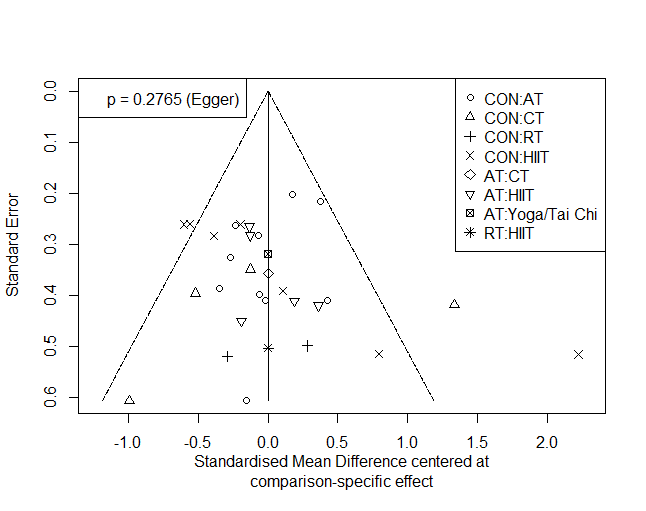 p = 0.2765 (Egger)
CON:AT
CON:CT
CON:RT
CON:HIIT
AT:CT
AT:HIIT
AT:Yoga/Tai Chi
RT:HIIT
Standard Error
0.0
0.1
0.2
0.3
0.4
0.5
0.6
-1.0 -0.5 0.0 0.5 1.0 1.5 2.0
Standardised Mean Difference centered at
comparison-specific effect